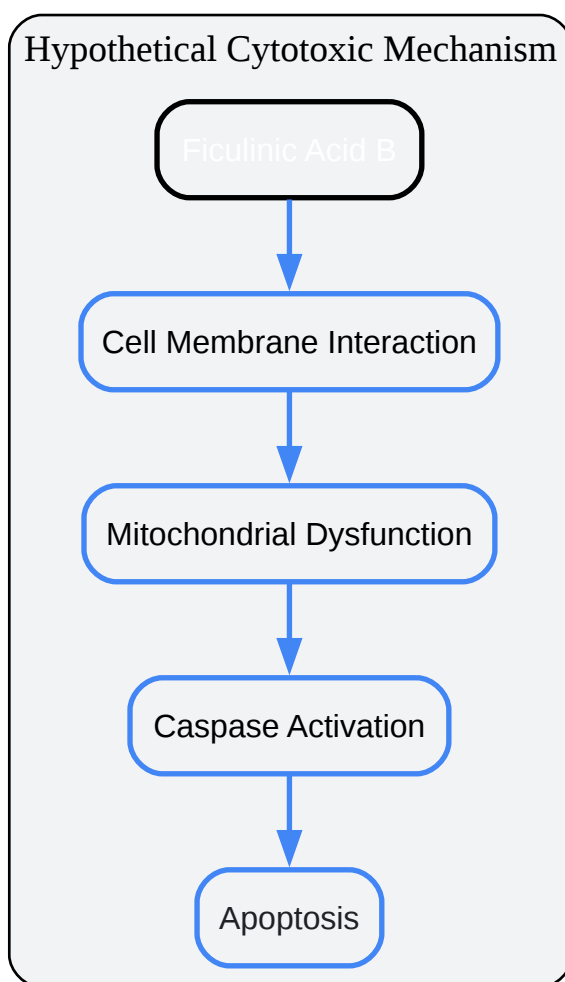 Hypothetical Cytotoxic Mechanism
Ficulinic Acid B
Cell Membrane Interaction
Mitochondrial Dysfunction
Caspase Activation
Apoptosis